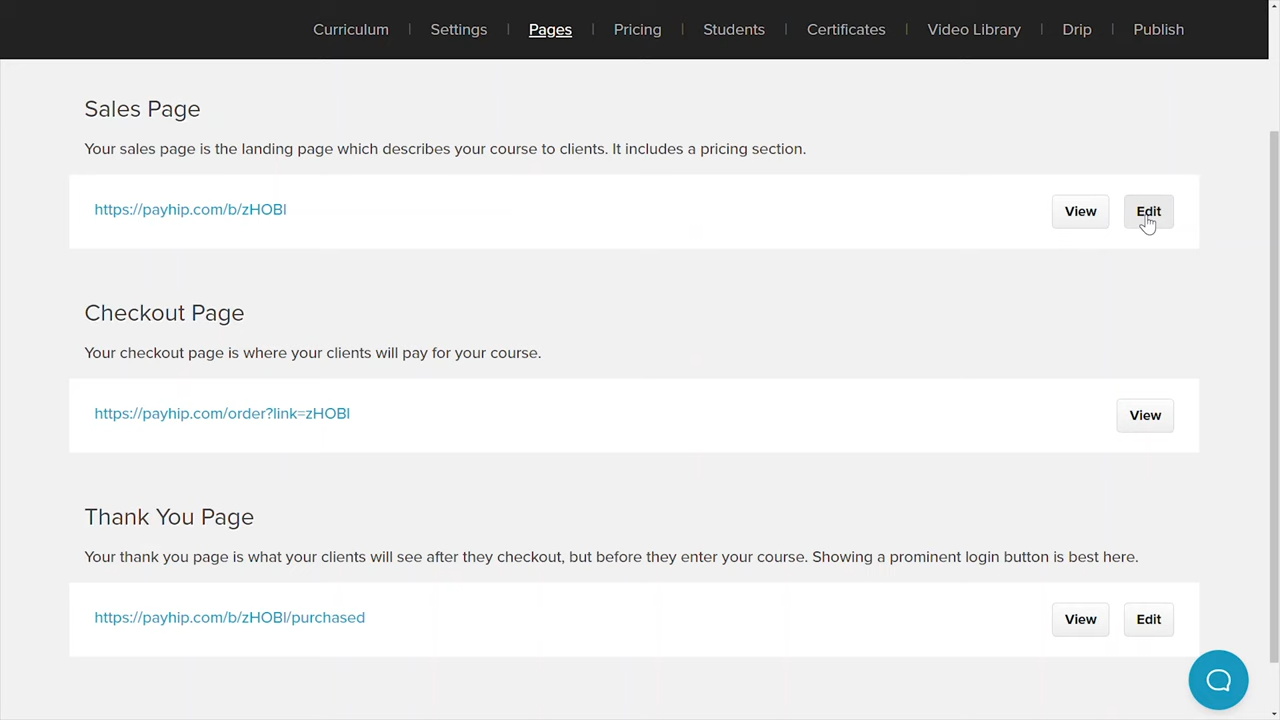 Curriculum | Settings | Pages | Pricing | Students | Certificates | Video Library | Drip | Publish
Sales Page
Your sales page is the landing page which describes your course to clients. It includes a pricing section.
https://payhip.com/b/zHOBl View Edit
Checkout Page
Your checkout page is where your clients will pay for your course.
https://payhip.com/order?link=zHOBl View
Thank You Page
Your thank you page is what your clients will see after they checkout, but before they enter your course. Showing a prominent login button is best here.
https://payhip.com/b/zHOBl/purchased View Edit